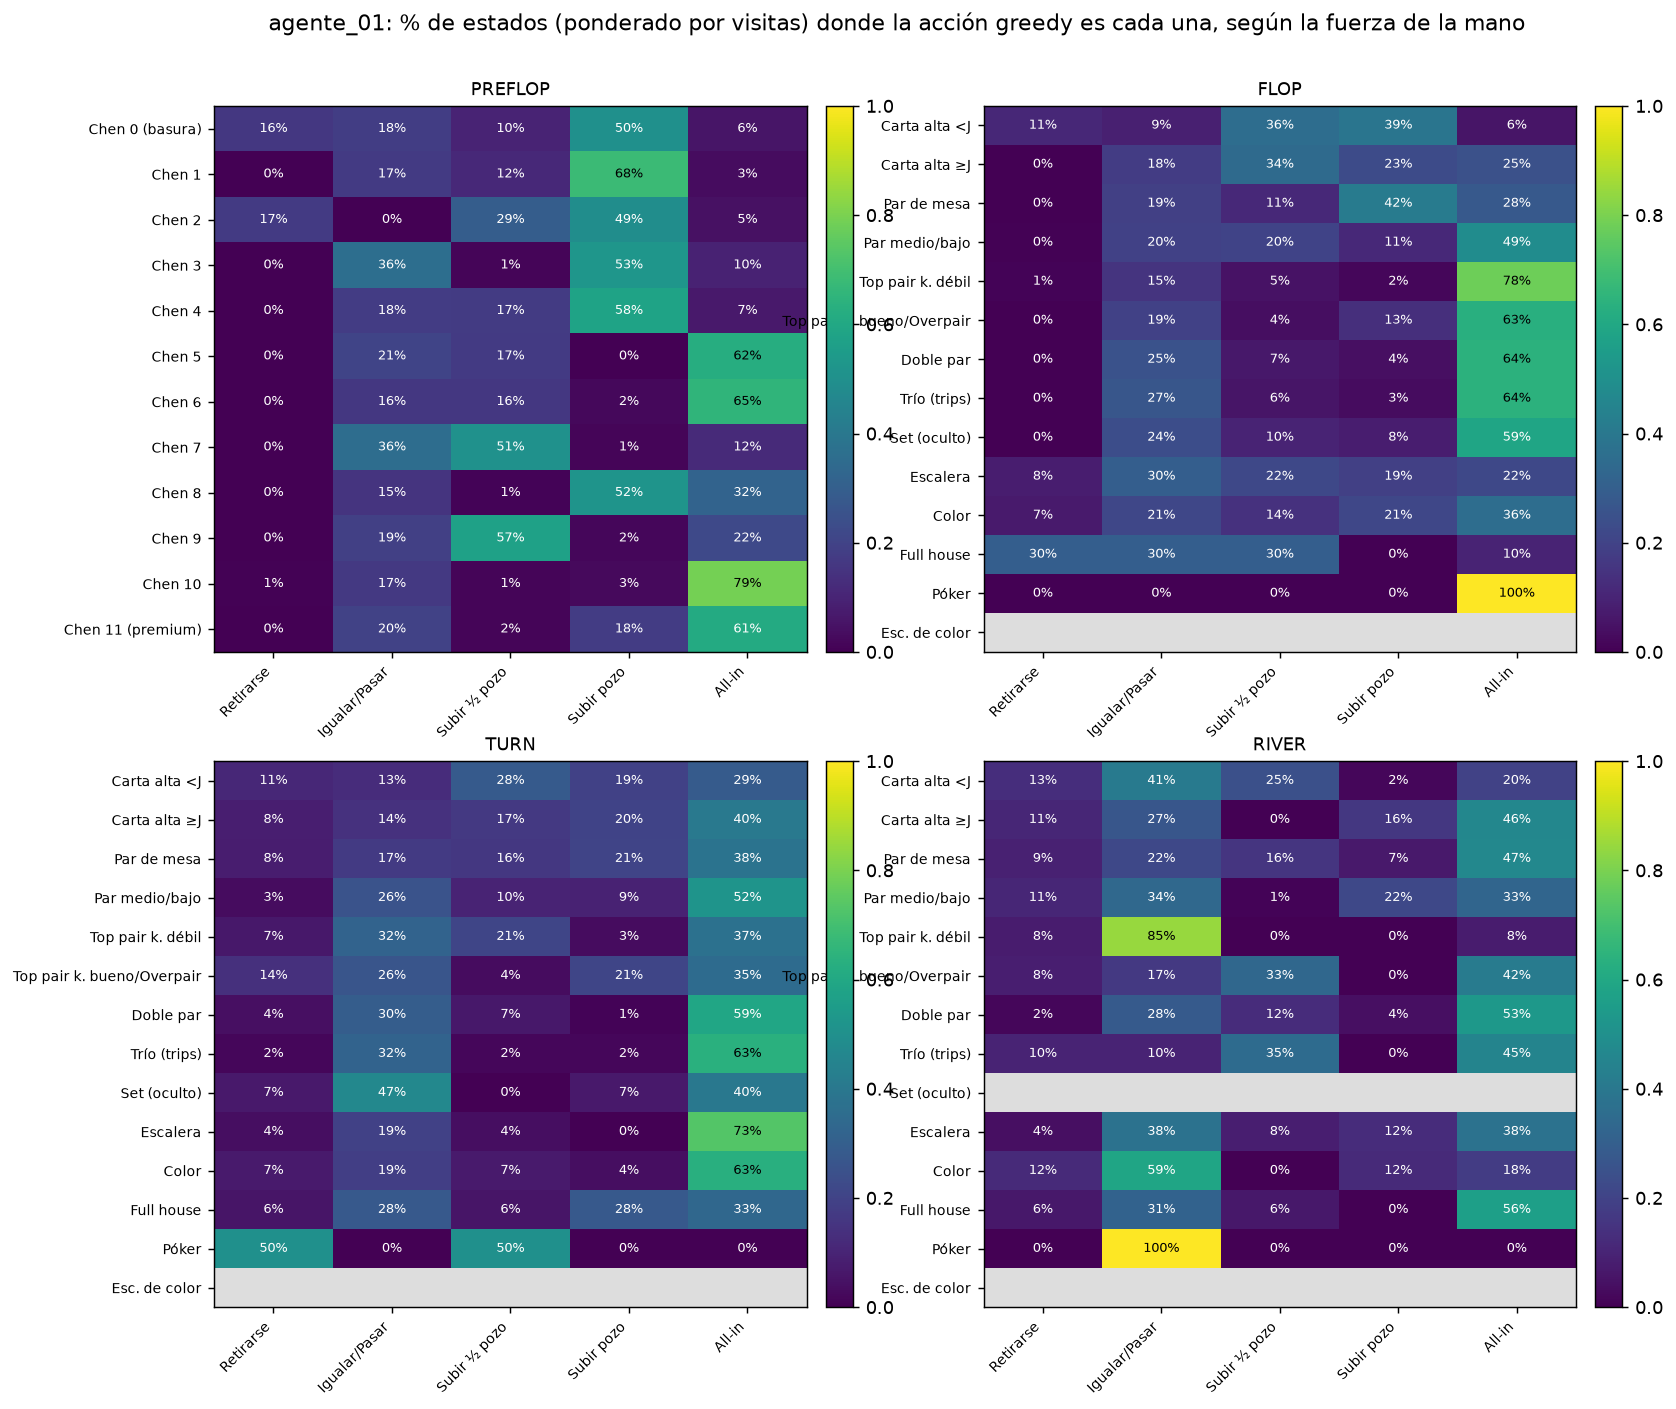 agente_01: % de estados (ponderado por visitas) donde la acción greedy es cada una, según la fuerza de la mano
PREFLOP
Chen 0 (basura) 16% 18% 10% 50% 6%
Chen 1 0% 17% 12% 68% 3%
Chen 2 17% 0% 29% 49% 5%
Chen 3 0% 36% 1% 53% 10%
Chen 4 0% 18% 17% 58% 7%
Chen 5 0% 21% 17% 0% 62%
Chen 6 0% 16% 16% 2% 65%
Chen 7 0% 36% 51% 1% 12%
Chen 8 0% 15% 1% 52% 32%
Chen 9 0% 19% 57% 2% 22%
Chen 10 1% 17% 1% 3% 79%
Chen 11 (premium) 0% 20% 2% 18% 61%
Retirarse Igualar/Pasar Subir ½ pozo Subir pozo All-in
1.0
0.8
0.6
0.4
0.2
0.0
FLOP
Carta alta <J 11% 9% 36% 39% 6%
Carta alta ≥J 0% 18% 34% 23% 25%
Par de mesa 0% 19% 11% 42% 28%
Par medio/bajo 0% 20% 20% 11% 49%
Top pair k. débil 1% 15% 5% 2% 78%
Top pa bueno/Overpair 0% 19% 4% 13% 63%
Doble par 0% 25% 7% 4% 64%
Trío (trips) 0% 27% 6% 3% 64%
Set (oculto) 0% 24% 10% 8% 59%
Escalera 8% 30% 22% 19% 22%
Color 7% 21% 14% 21% 36%
Full house 30% 30% 30% 0% 10%
Póker 0% 0% 0% 0% 100%
Esc. de color
Retirarse Igualar/Pasar Subir ½ pozo Subir pozo All-in
1.0
0.8
0.6
0.4
0.2
0.0
TURN
Carta alta <J 11% 13% 28% 19% 29%
Carta alta ≥J 8% 14% 17% 20% 40%
Par de mesa 8% 17% 16% 21% 38%
Par medio/bajo 3% 26% 10% 9% 52%
Top pair k. débil 7% 32% 21% 3% 37%
Top pair k. bueno/Overpair 14% 26% 4% 21% 35%
Doble par 4% 30% 7% 1% 59%
Trío (trips) 2% 32% 2% 2% 63%
Set (oculto) 7% 47% 0% 7% 40%
Escalera 4% 19% 4% 0% 73%
Color 7% 19% 7% 4% 63%
Full house 6% 28% 6% 28% 33%
Póker 50% 0% 50% 0% 0%
Esc. de color
Retirarse Igualar/Pasar Subir ½ pozo Subir pozo All-in
1.0
0.8
0.6
0.4
0.2
0.0
RIVER
Carta alta <J 13% 41% 25% 2% 20%
Carta alta ≥J 11% 27% 0% 16% 46%
Par de mesa 9% 22% 16% 7% 47%
Par medio/bajo 11% 34% 1% 22% 33%
Top pair k. débil 8% 85% 0% 0% 8%
Top pa bueno/Overpair 8% 17% 33% 0% 42%
Doble par 2% 28% 12% 4% 53%
Trío (trips) 10% 10% 35% 0% 45%
Set (oculto)
Escalera 4% 38% 8% 12% 38%
Color 12% 59% 0% 12% 18%
Full house 6% 31% 6% 0% 56%
Póker 0% 100% 0% 0% 0%
Esc. de color
Retirarse Igualar/Pasar Subir ½ pozo Subir pozo All-in
1.0
0.8
0.6
0.4
0.2
0.0